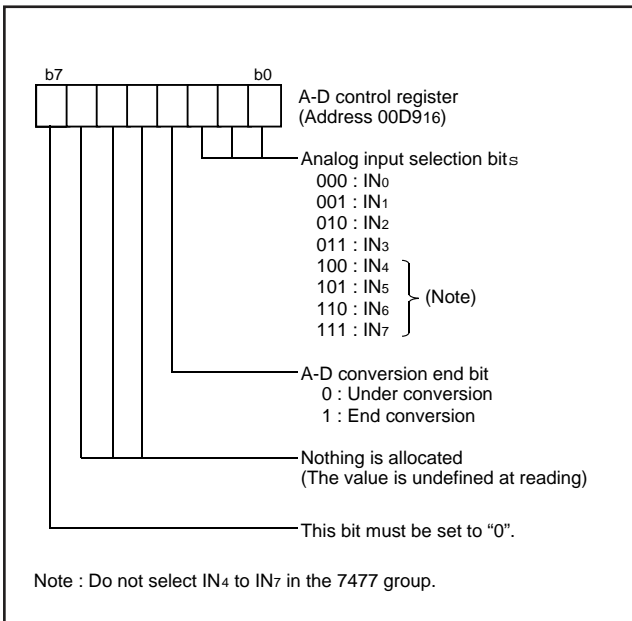 b7 b0
A-D control register
(Address 00D916)
Analog input selection bits
000 : IN0
001 : IN1
010 : IN2
011 : IN3
100 : IN4
101 : IN5
(Note)
110 : IN6
111 : IN7
A-D conversion end bit
0 : Under conversion
1 : End conversion
Nothing is allocated
(The value is undefined at reading)
This bit must be set to “0”.
Note : Do not select IN4 to IN7 in the 7477 group.